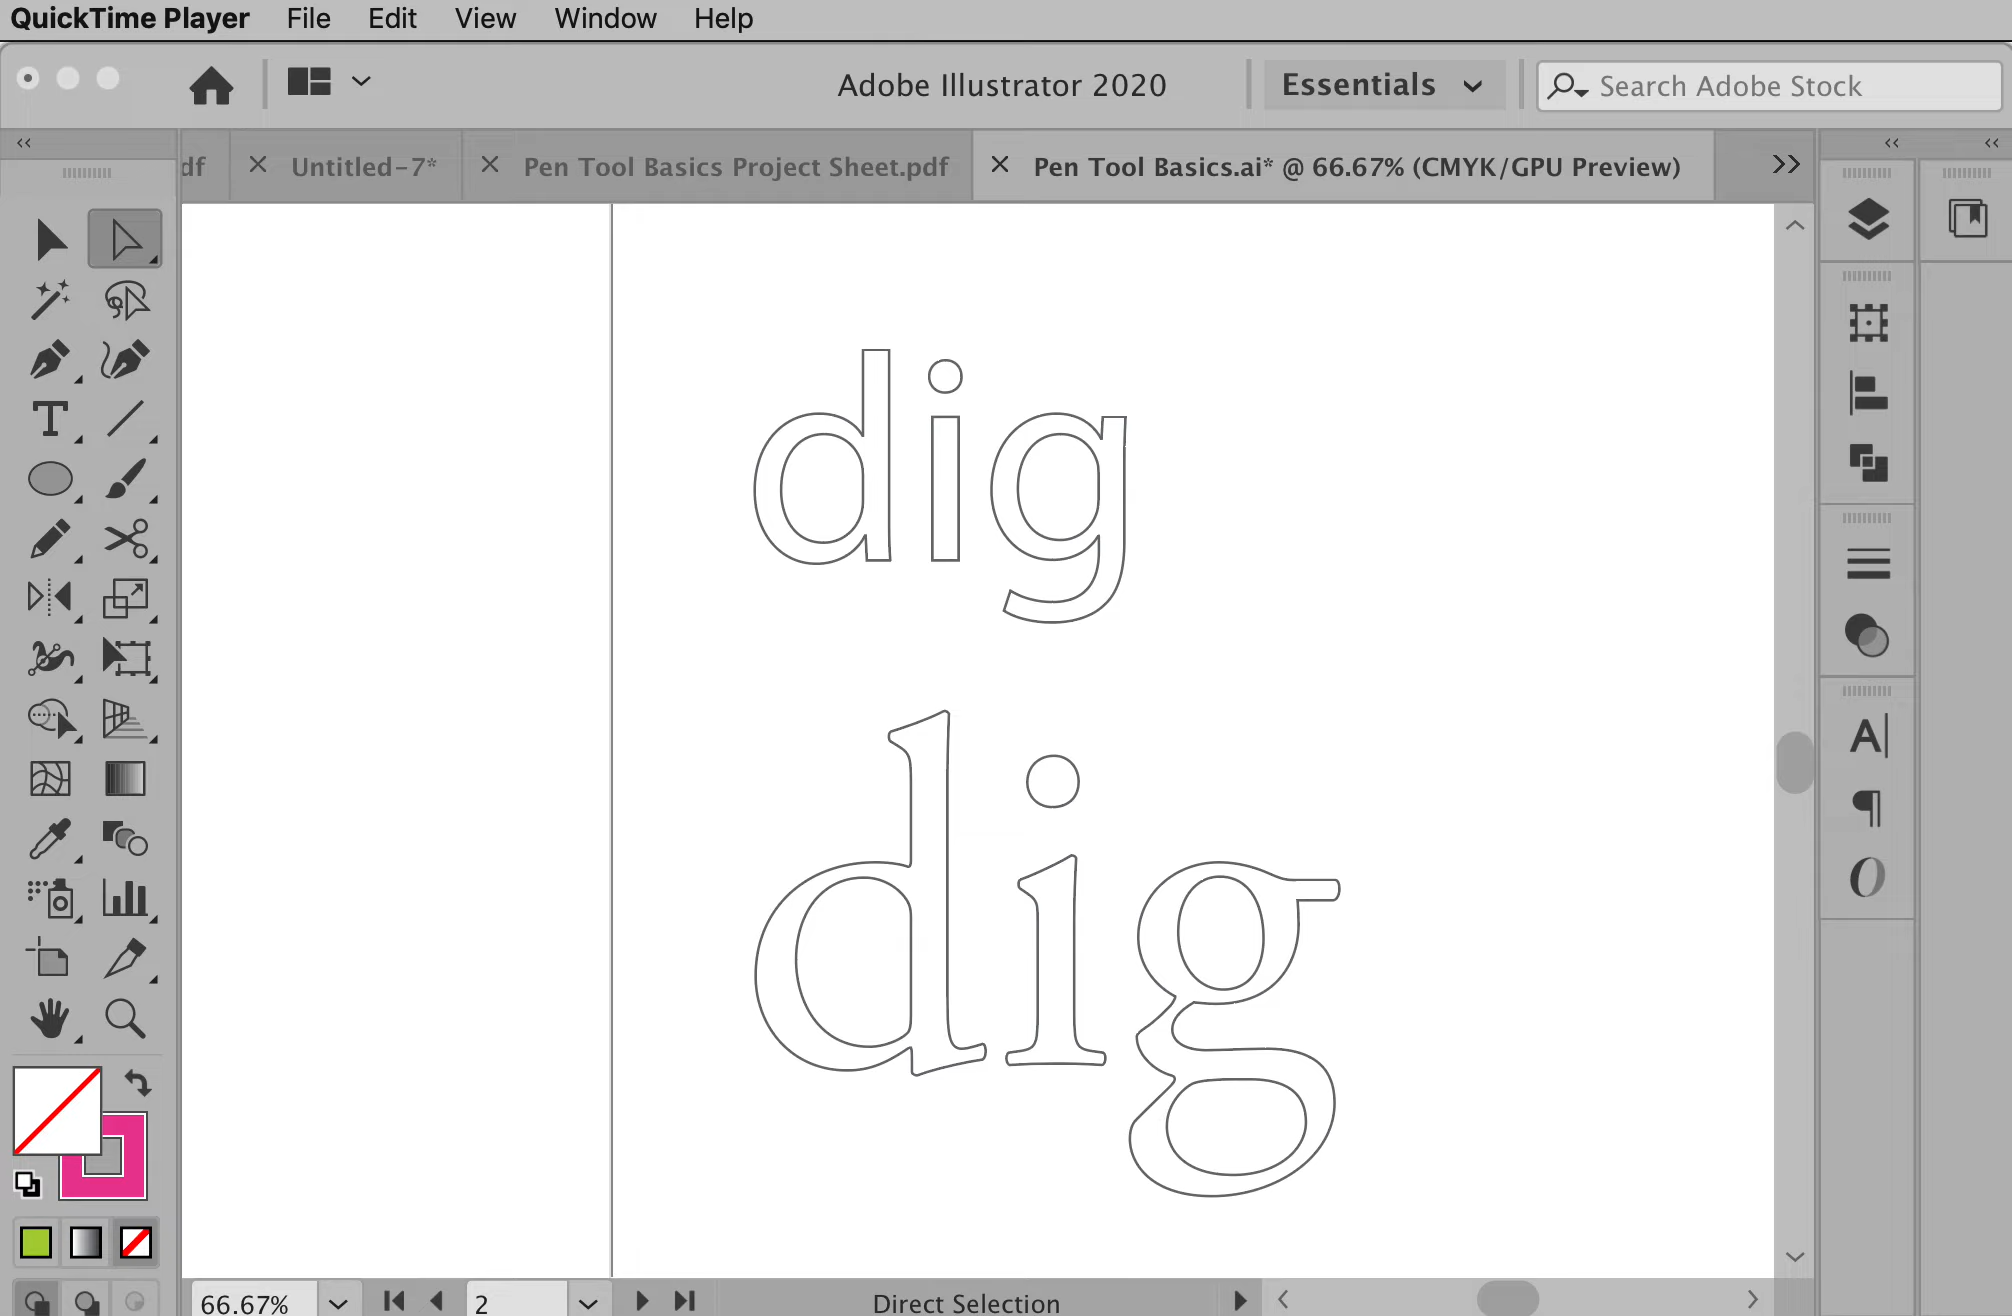 QuickTime Player File Edit View Window Help
Adobe Illustrator 2020 Essentials Search Adobe Stock
df Untitled-7* Pen Tool Basics Project Sheet.pdf Pen Tool Basics.ai* @ 66.67% (CMYK/GPU Preview)
dig
dig
66.67% 2 Direct Selection